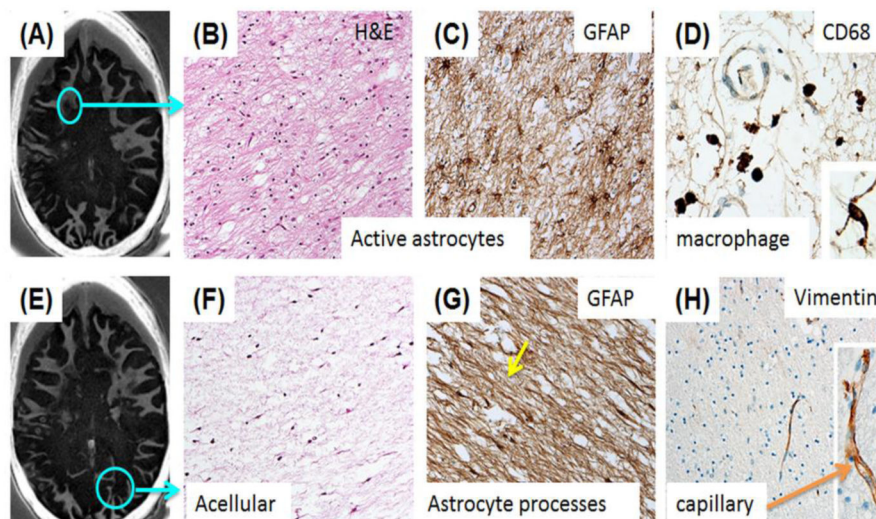 (A)
(B)
H&E
(C)
GFAP
(D)
CD68
Active astrocytes
macrophage
(E)
(F)
(G)
GFAP
(H)
Vimentin
Acellular
Astrocyte processes
capillary